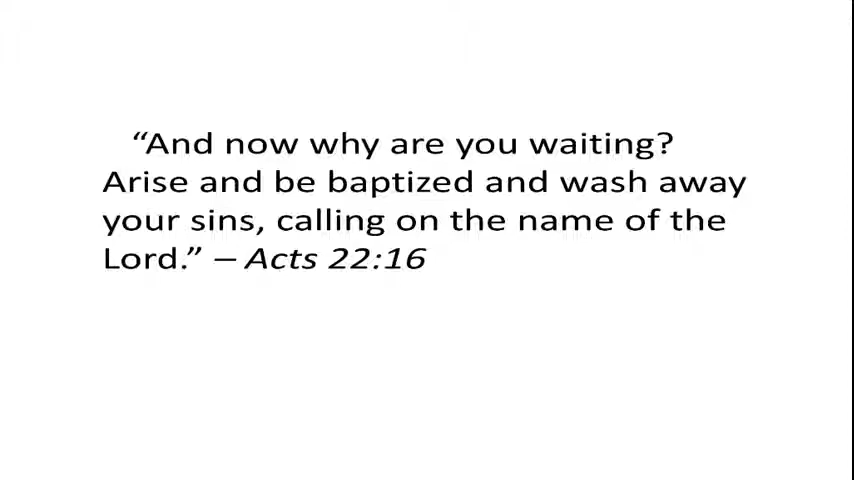 “And now why are you waiting?
Arise and be baptized and wash away
your sins, calling on the name of the
Lord.” – Acts 22:16